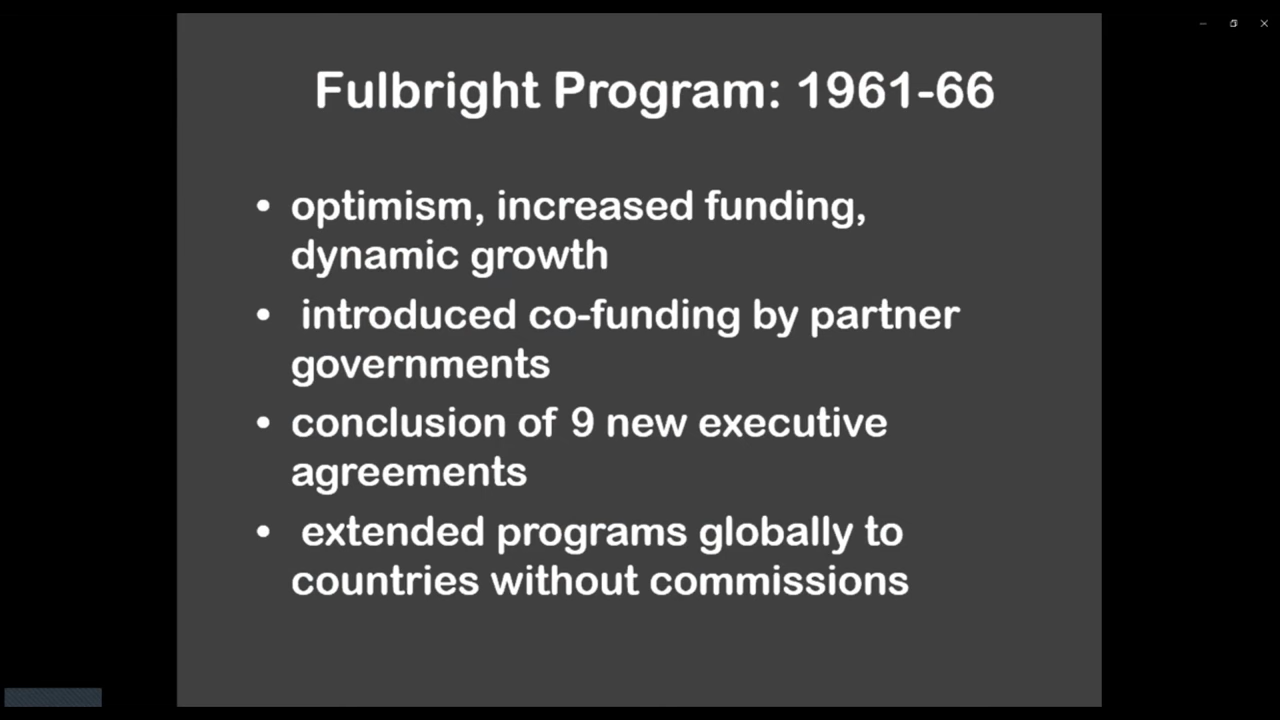 Fulbright Program: 1961-66
• optimism, increased funding,
dynamic growth
• introduced co-funding by partner
governments
• conclusion of 9 new executive
agreements
• extended programs globally to
countries without commissions